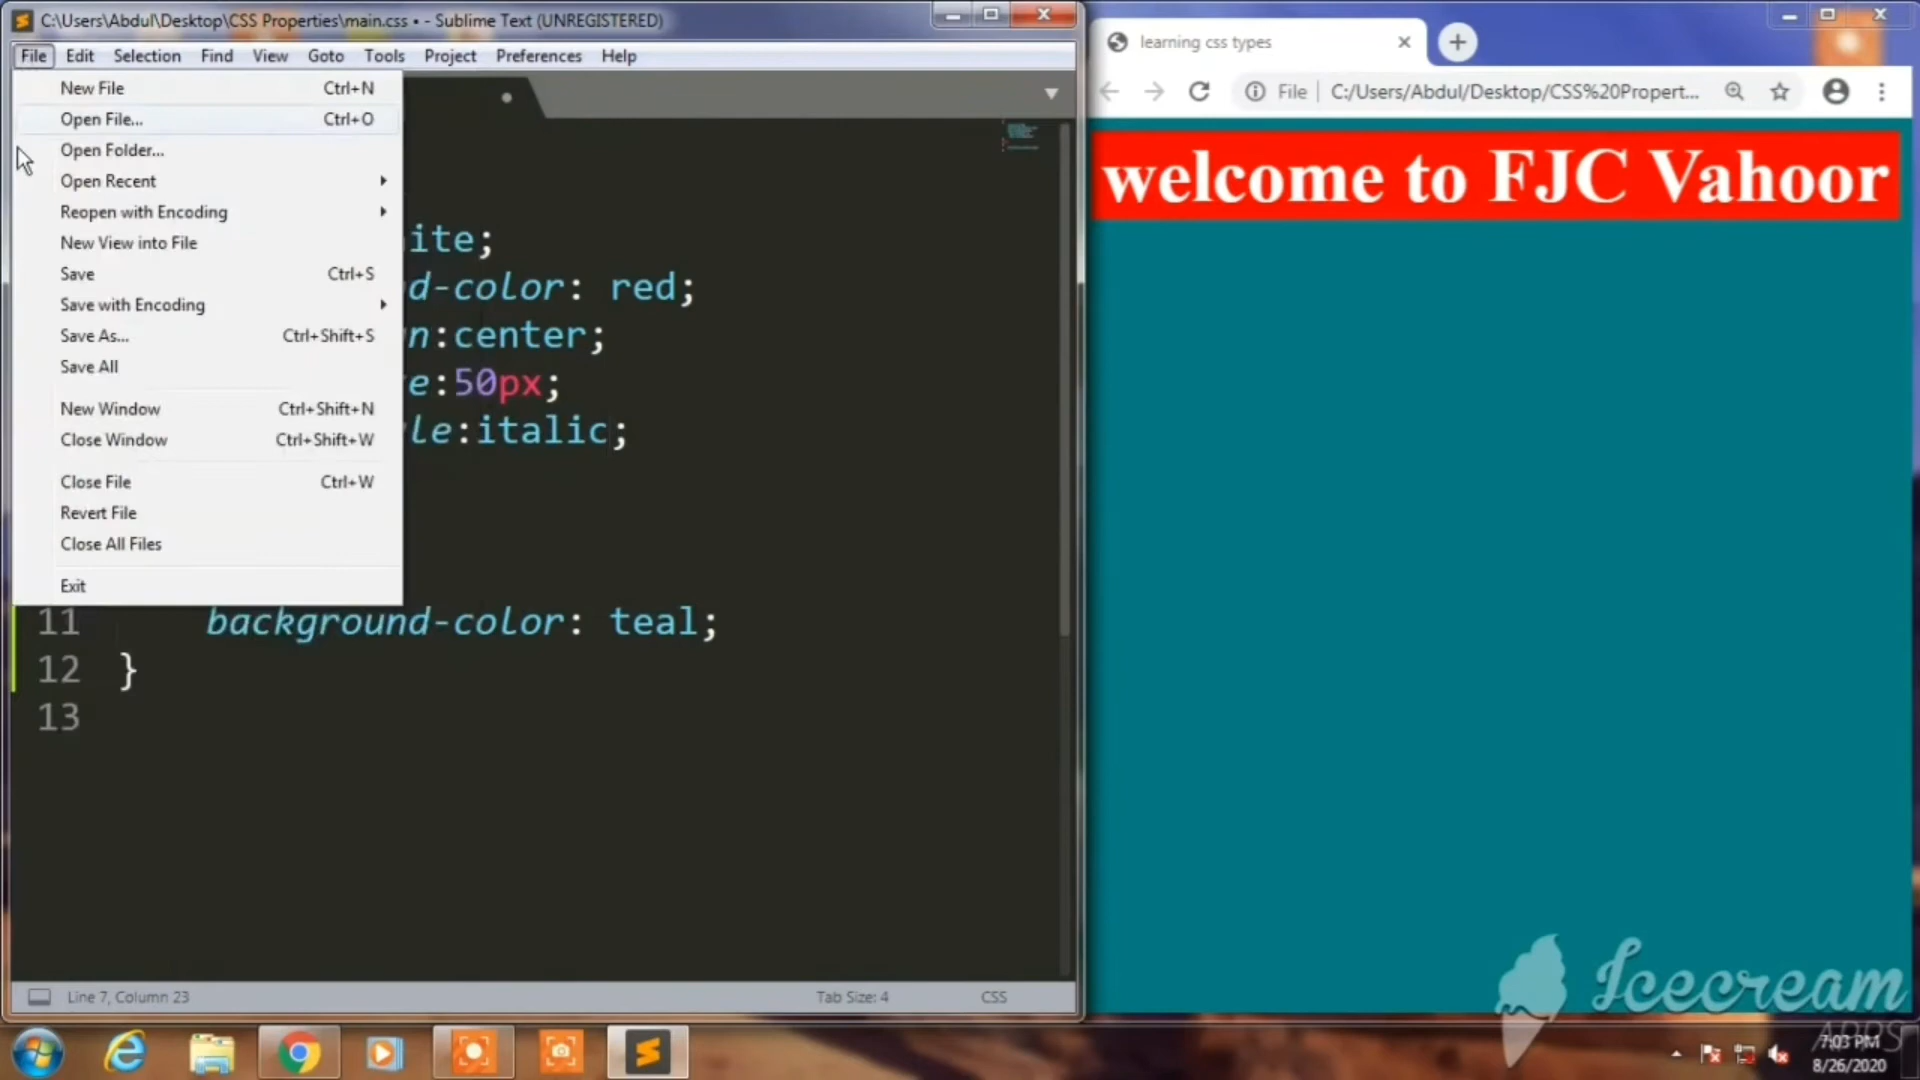 C:\Users\Abdul\Desktop\CSS Properties\main.css • - Sublime Text (UNREGISTERED)
File Edit Selection Find View Goto Tools Project Preferences Help
New File Ctrl+N
Open File... Ctrl+O
Open Folder...
Open Recent
Reopen with Encoding
New View into File
Save Ctrl+S
Save with Encoding
Save As... Ctrl+Shift+S
Save All
New Window Ctrl+Shift+N
Close Window Ctrl+Shift+W
Close File Ctrl+W
Revert File
Close All Files
Exit
ite;
d-color: red;
n:center;
e:50px;
le:italic;
11 background-color: teal;
12 }
13
Line 7, Column 23 Tab Size: 4 CSS
learning css types
File C:/Users/Abdul/Desktop/CSS%20Propert...
welcome to FJC Vahoor
Icecream
APPS
7:03 PM
8/26/2020